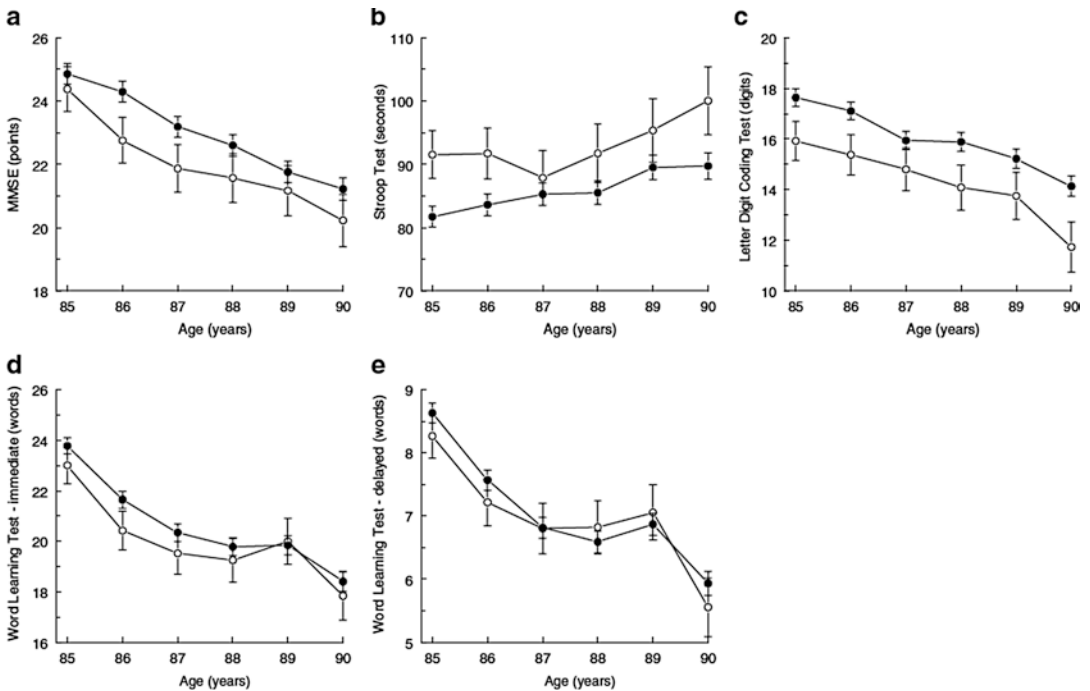 a
MMSE (points)
26
24
22
20
18
85 86 87 88 89 90
Age (years)
b
Stroop Test (seconds)
110
100
90
80
70
85 86 87 88 89 90
Age (years)
c
Letter Digit Coding Test (digits)
20
18
16
14
12
10
85 86 87 88 89 90
Age (years)
d
Word Learning Test - immediate (words)
26
24
22
20
18
16
85 86 87 88 89 90
Age (years)
e
Word Learning Test - delayed (words)
9
8
7
6
5
85 86 87 88 89 90
Age (years)